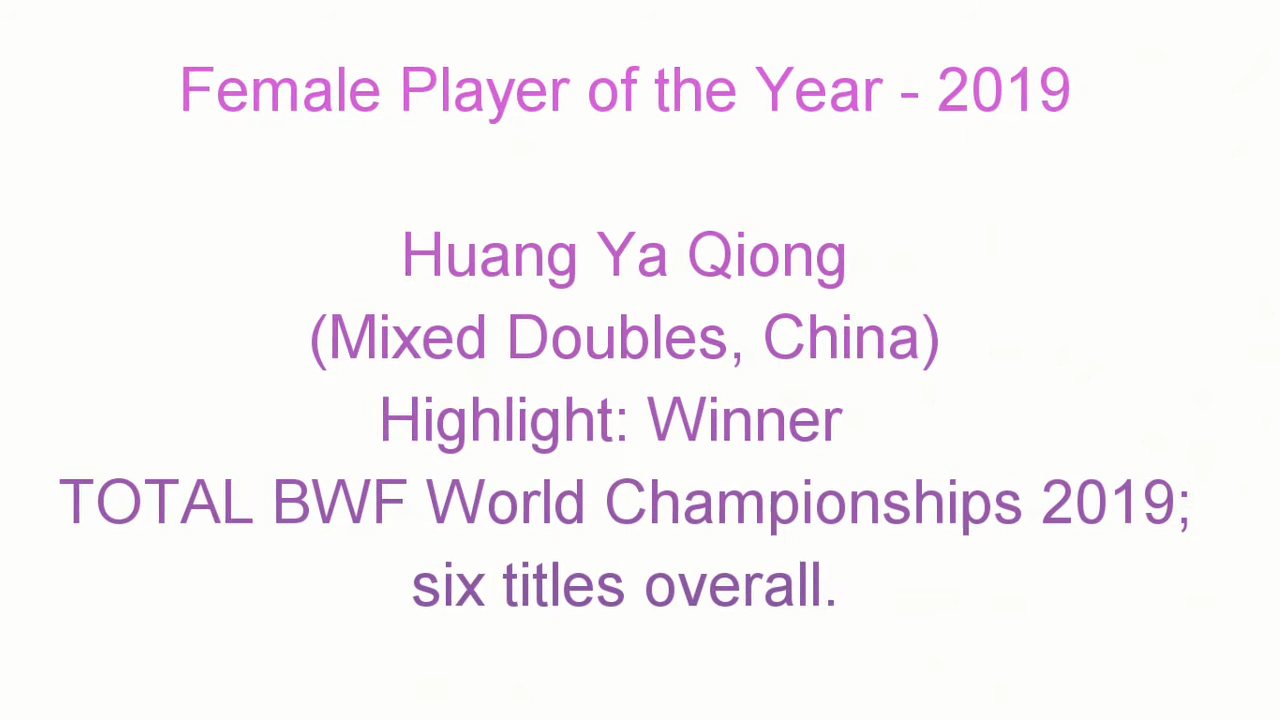 Female Player of the Year - 2019
Huang Ya Qiong
(Mixed Doubles, China)
Highlight: Winner
TOTAL BWF World Championships 2019;
six titles overall.